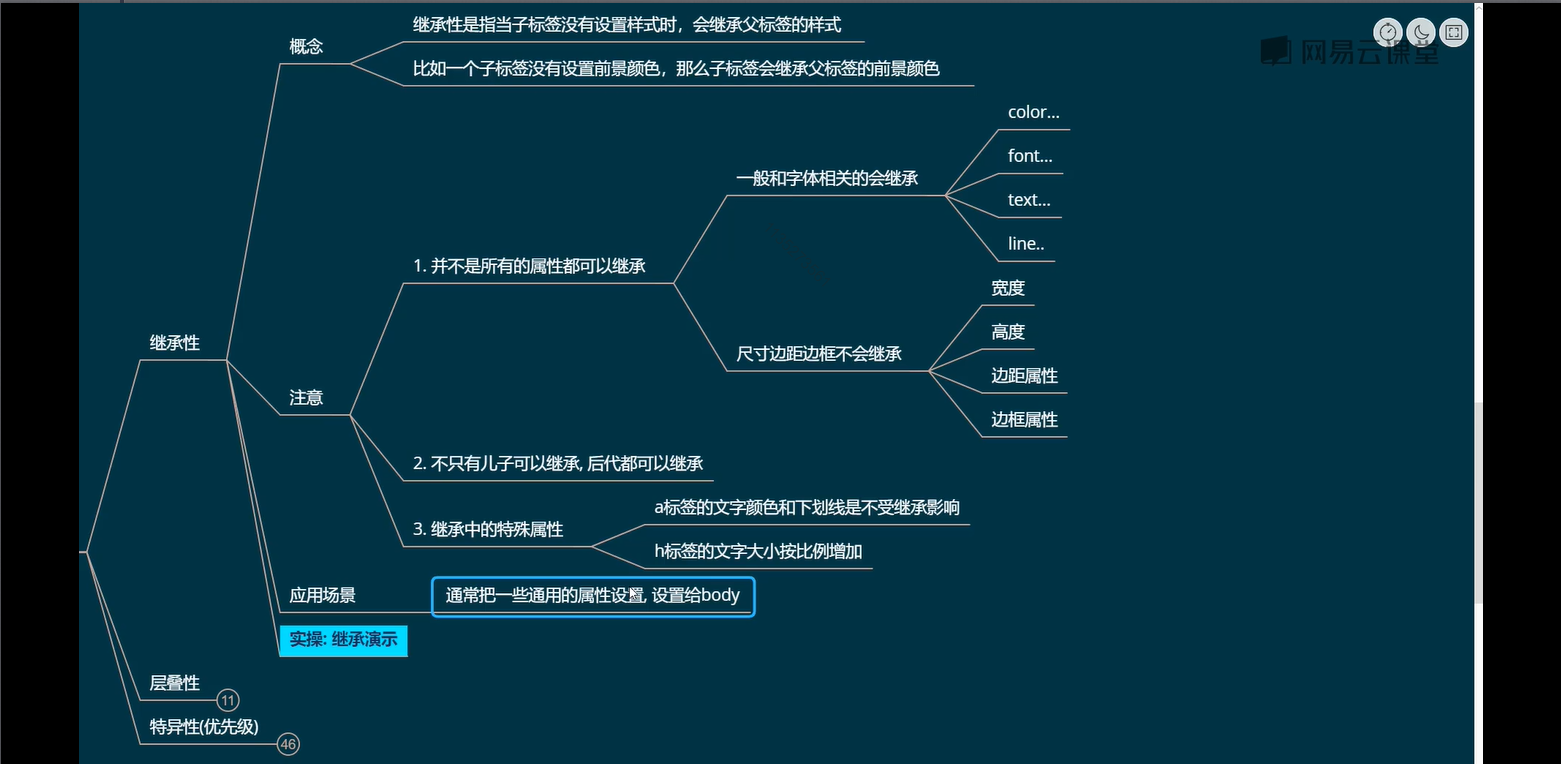 继承性是指当子标签没有设置样式时，会继承父标签的样式
概念
网易云课堂
比如一个子标签没有设置前景颜色，那么子标签会继承父标签的前景颜色
color...
font...
一般和字体相关的会继承
text...
line..
1. 并不是所有的属性都可以继承
宽度
高度
继承性
尺寸边距边框不会继承
边距属性
注意
边框属性
2. 不只有儿子可以继承, 后代都可以继承
a标签的文字颜色和下划线是不受继承影响
3. 继承中的特殊属性
h标签的文字大小按比例增加
应用场景
通常把一些通用的属性设置, 设置给body
实操: 继承演示
层叠性
11
特异性(优先级)
46